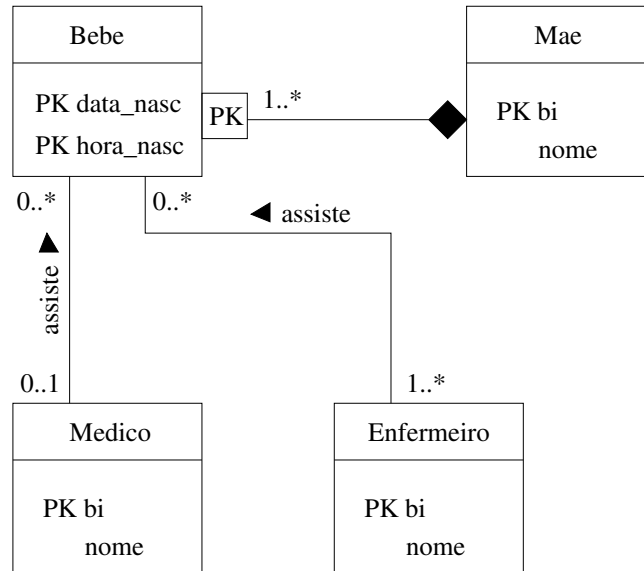 Bebe
Mae
PK data_nasc
PK hora_nasc
PK
1..*
PK bi
nome
0..*
0..*
assiste
assiste
0..1
1..*
Medico
Enfermeiro
PK bi
nome
PK bi
nome